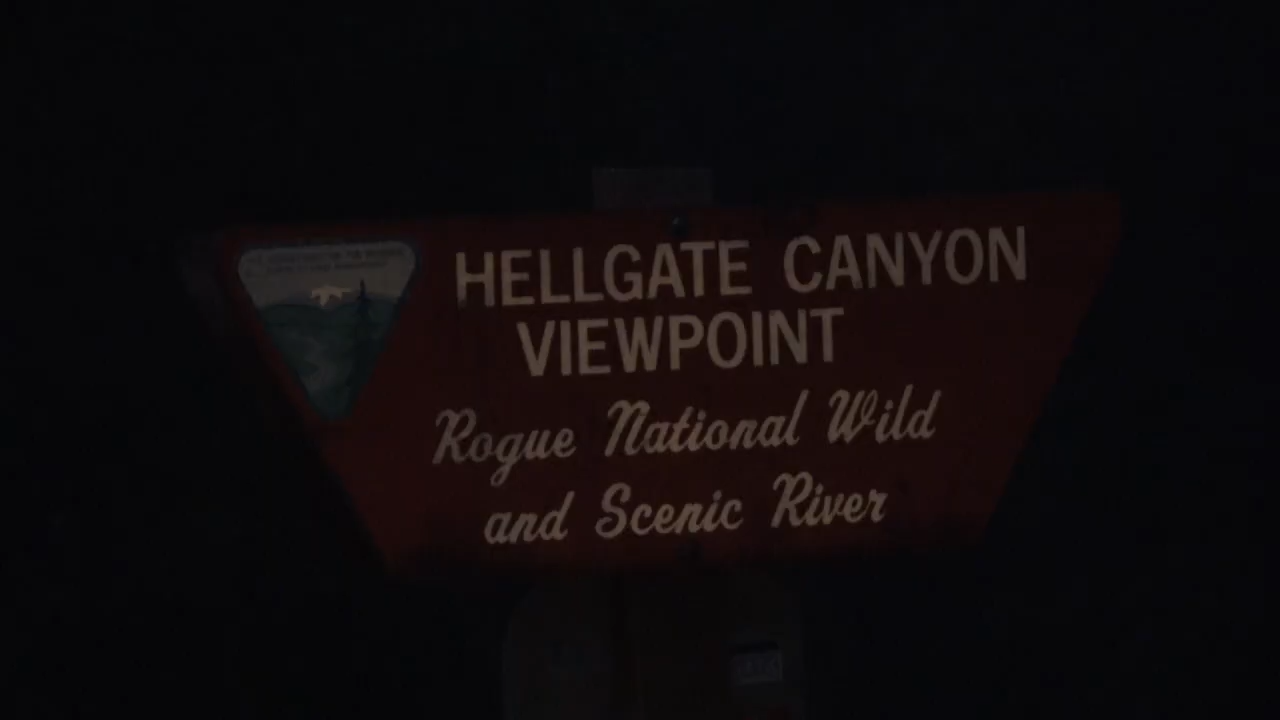 HELLGATE CANYON
VIEWPOINT
Rogue National Wild
and Scenic River